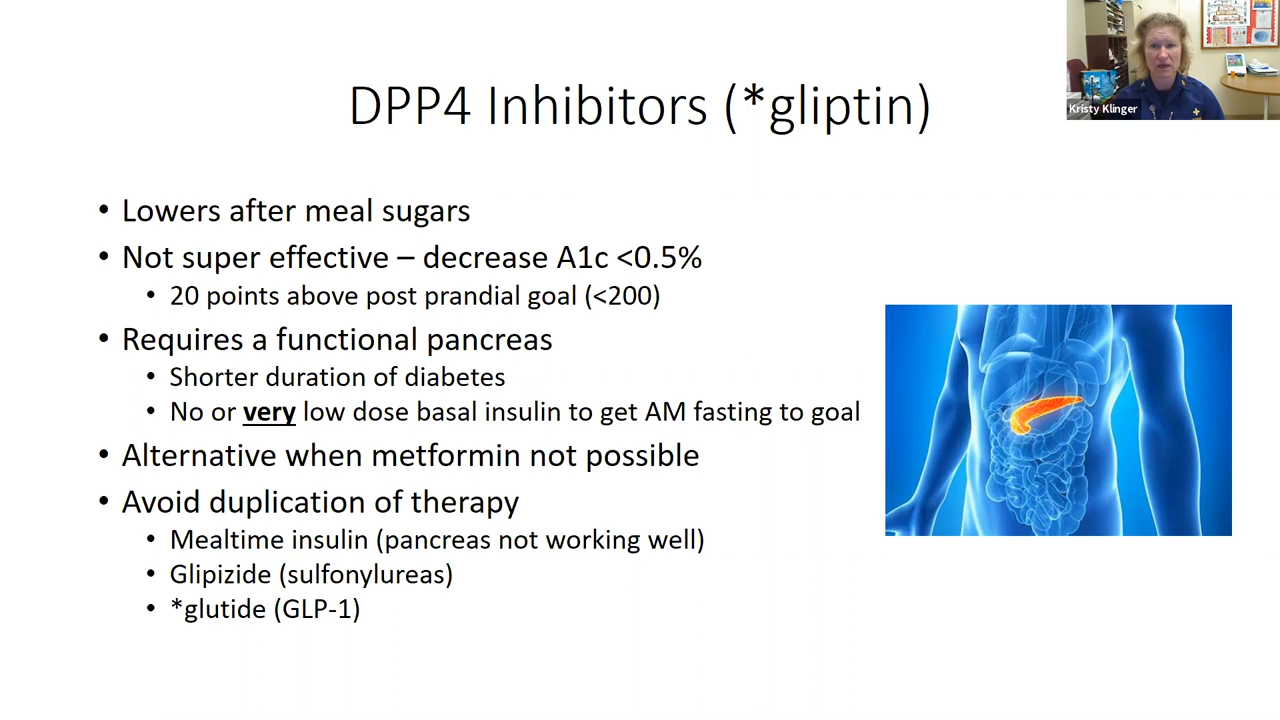 DPP4 Inhibitors (*gliptin)
Kristy Klinger
• Lowers after meal sugars
• Not super effective – decrease A1c <0.5%
• 20 points above post prandial goal (<200)
• Requires a functional pancreas
• Shorter duration of diabetes
• No or very low dose basal insulin to get AM fasting to goal
• Alternative when metformin not possible
• Avoid duplication of therapy
• Mealtime insulin (pancreas not working well)
• Glipizide (sulfonylureas)
• *glutide (GLP-1)